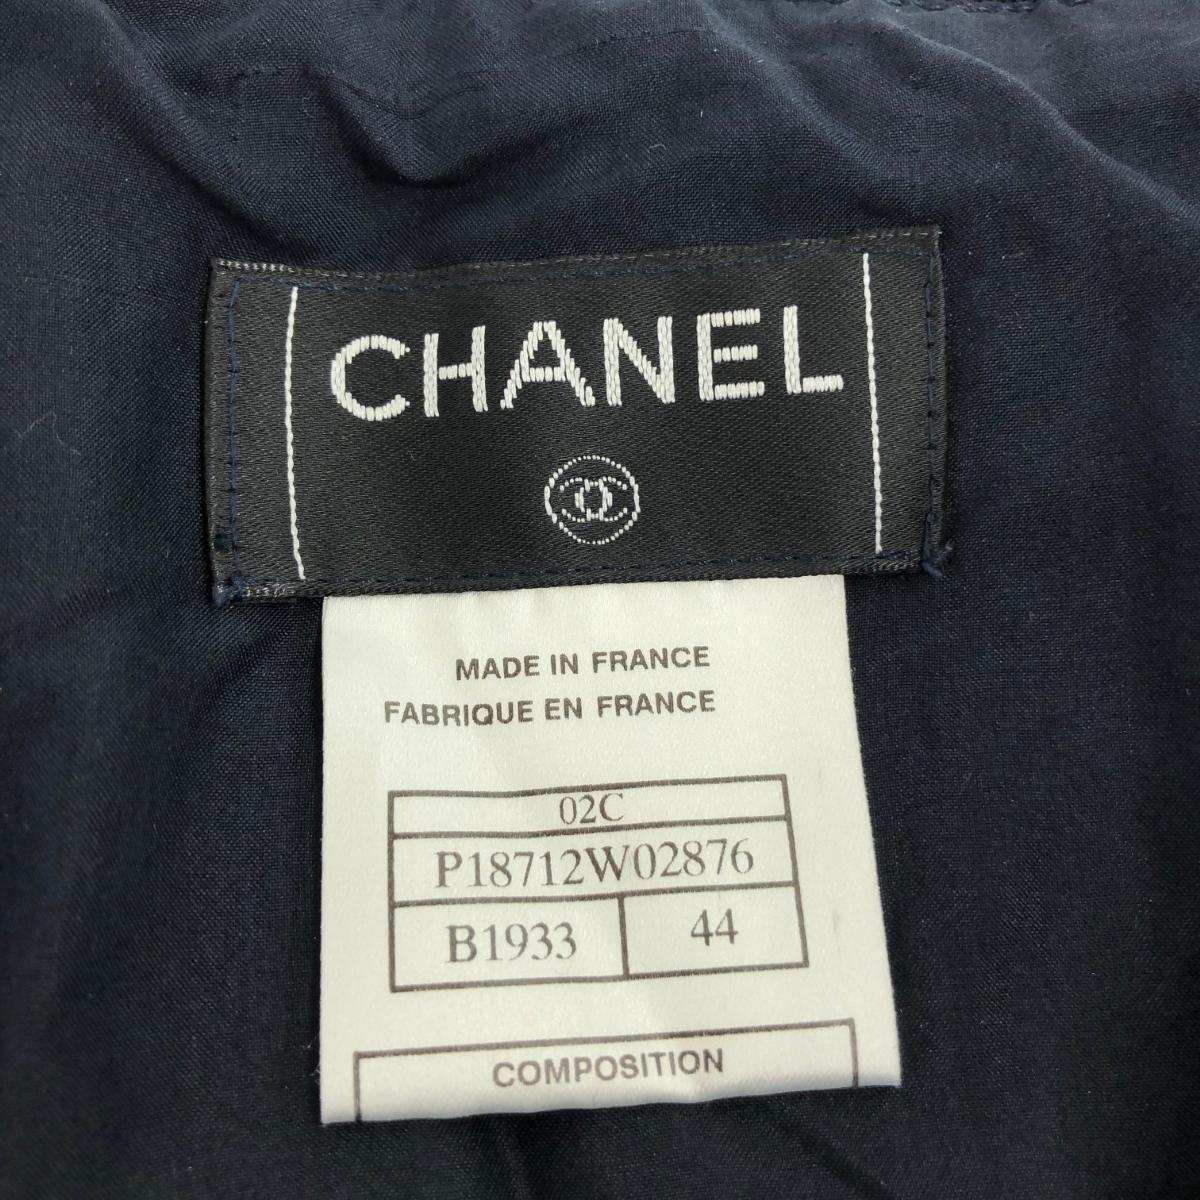 CHANEL
MADE IN FRANCE
FABRIQUE EN FRANCE
02C
P18712W02876
B1933 44
COMPOSITION